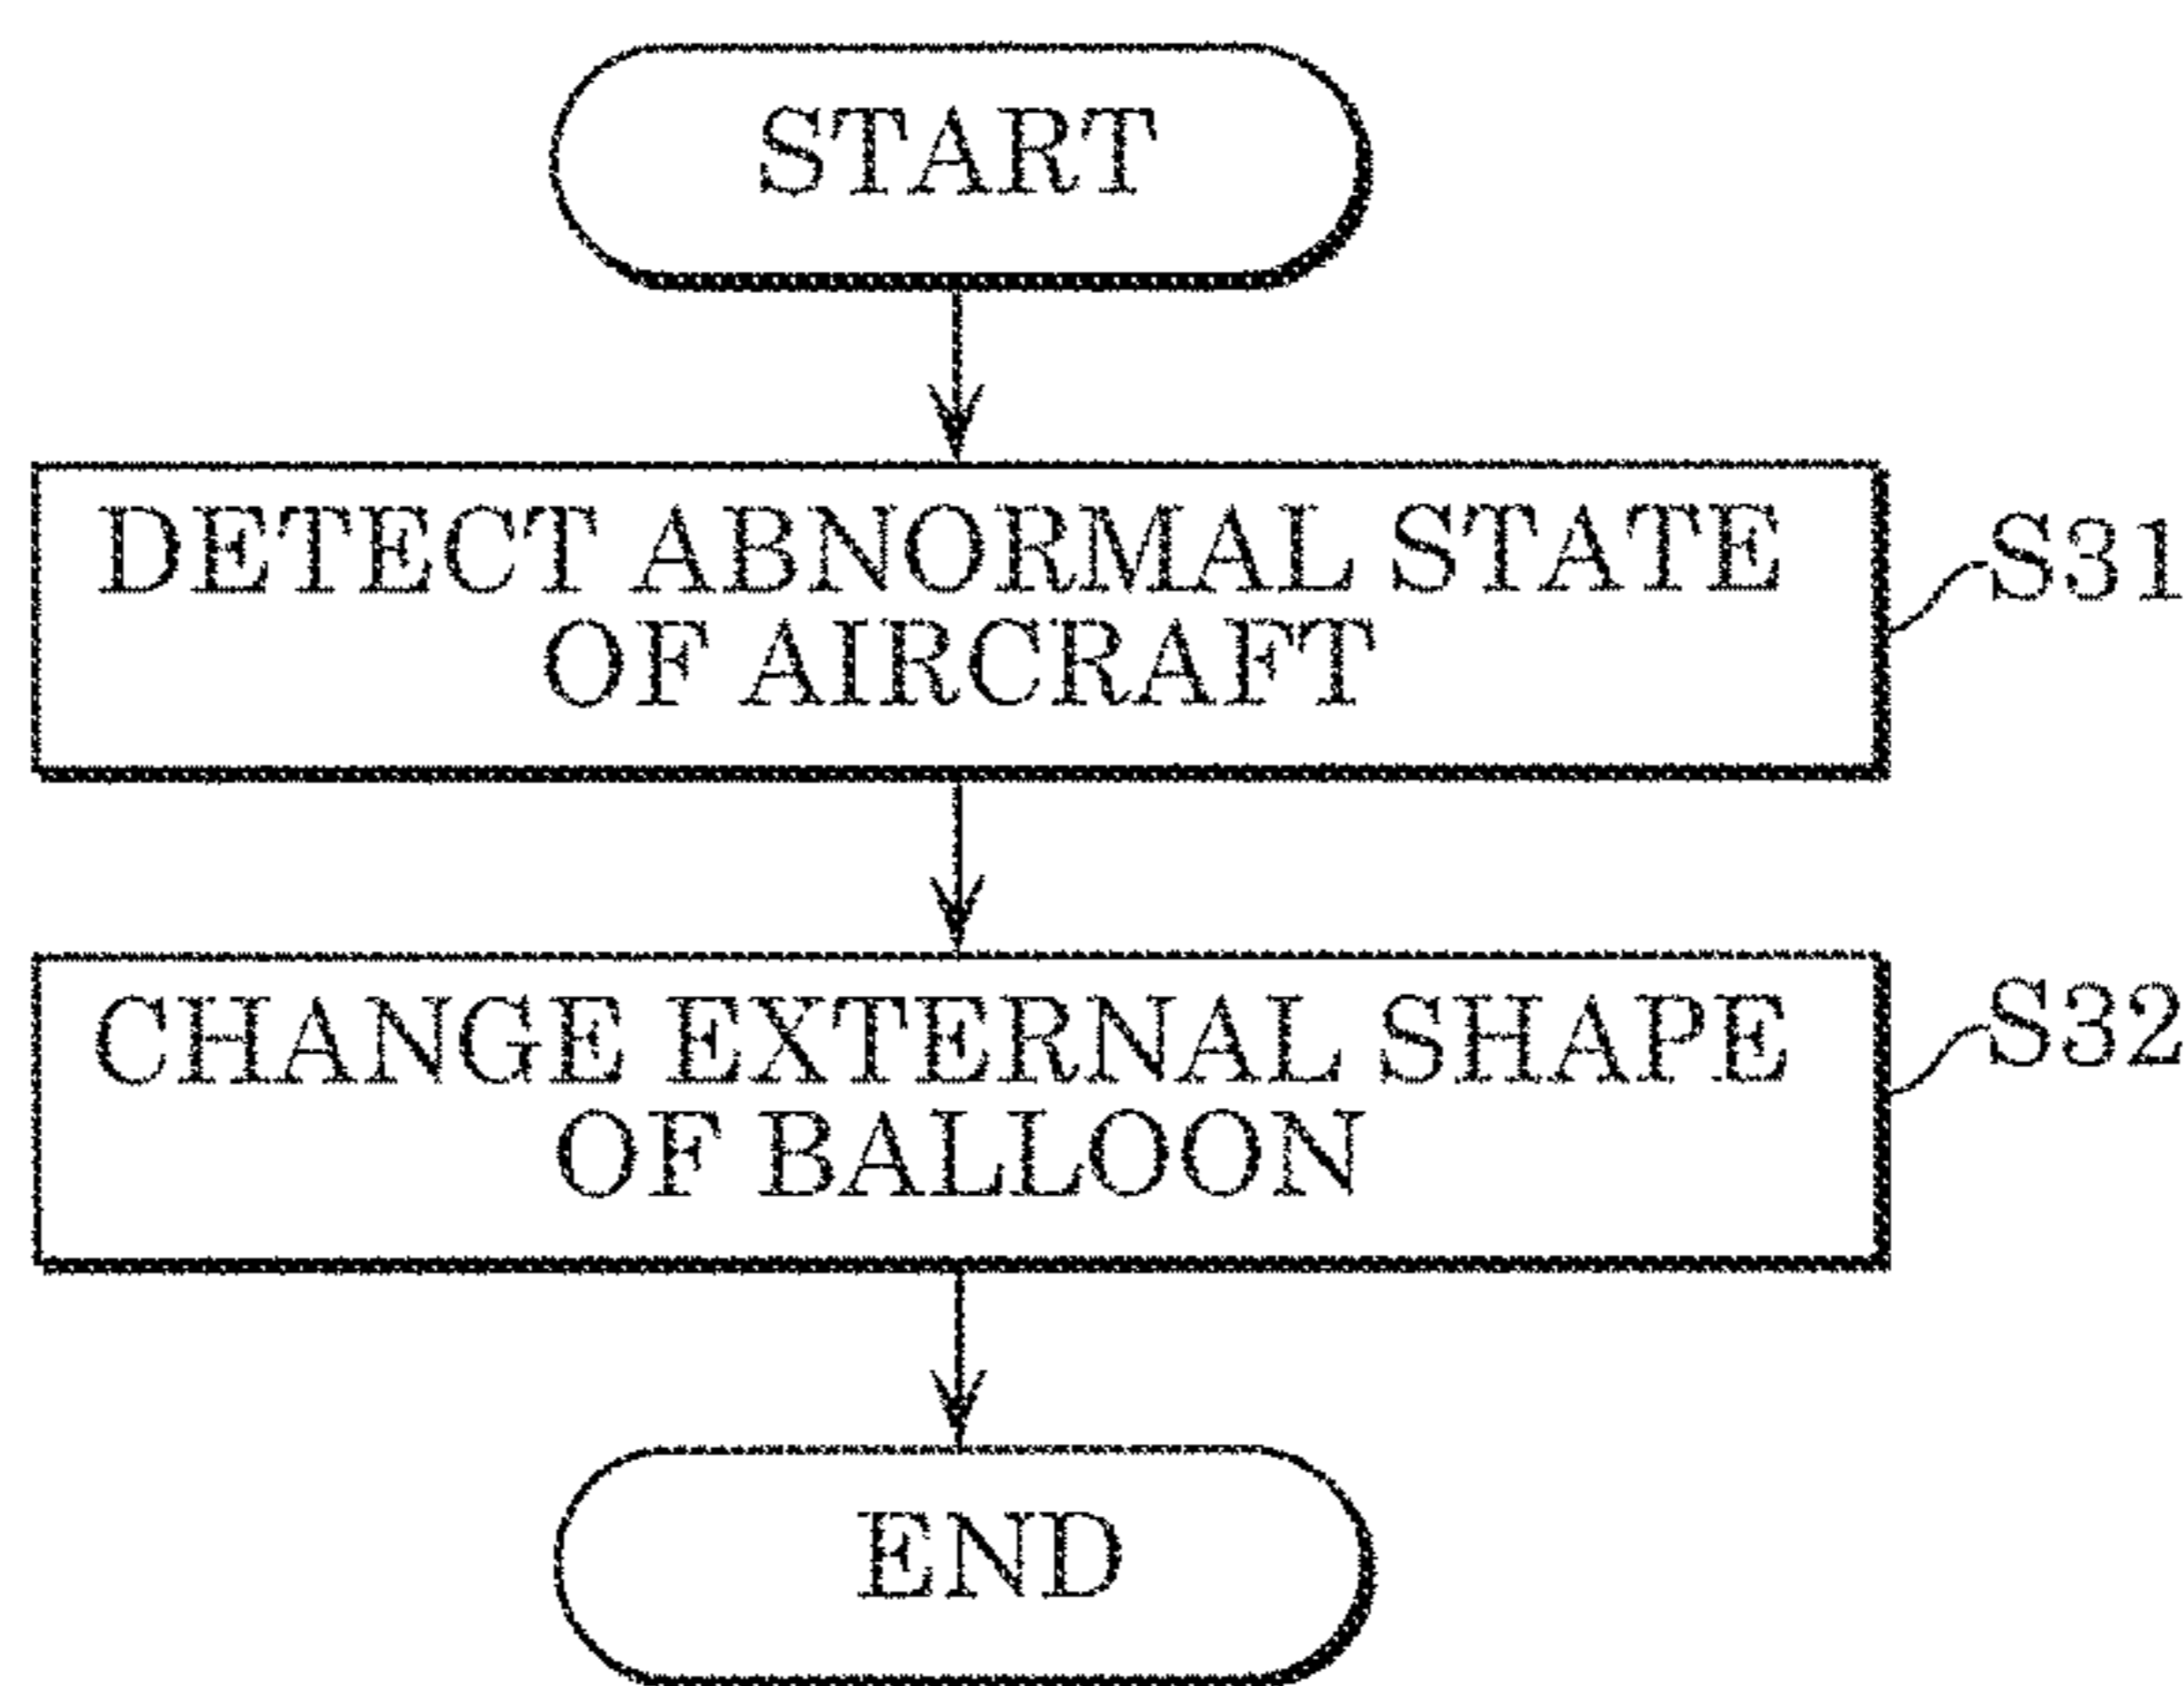 START
DETECT ABNORMAL STATE
OF AIRCRAFT
S31
CHANGE EXTERNAL SHAPE
OF BALLOON
S32
END